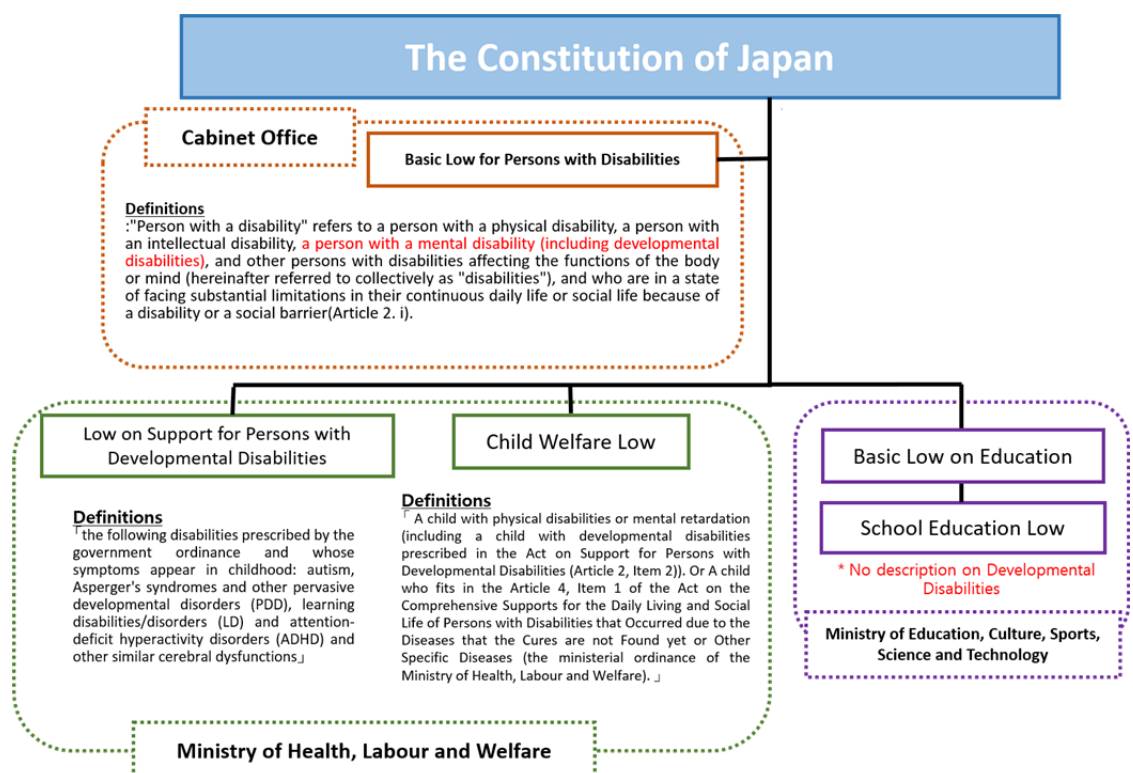 The Constitution of Japan
Cabinet Office
Basic Low for Persons with Disabilities
Definitions
:"Person with a disability" refers to a person with a physical disability, a person with
an intellectual disability, a person with a mental disability (including developmental
disabilities), and other persons with disabilities affecting the functions of the body
or mind (hereinafter referred to collectively as "disabilities"), and who are in a state
of facing substantial limitations in their continuous daily life or social life because of
a disability or a social barrier(Article 2. i).
Low on Support for Persons with
Developmental Disabilities
Definitions
「the following disabilities prescribed by the
government ordinance and whose
symptoms appear in childhood: autism,
Asperger's syndromes and other pervasive
developmental disorders (PDD), learning
disabilities/disorders (LD) and attention-
deficit hyperactivity disorders (ADHD) and
other similar cerebral dysfunctions」
Child Welfare Low
Definitions
「 A child with physical disabilities or mental retardation
(including a child with developmental disabilities
prescribed in the Act on Support for Persons with
Developmental Disabilities (Article 2, Item 2)). Or A child
who fits in the Article 4, Item 1 of the Act on the
Comprehensive Supports for the Daily Living and Social
Life of Persons with Disabilities that Occurred due to the
Diseases that the Cures are not Found yet or Other
Specific Diseases (the ministerial ordinance of the
Ministry of Health, Labour and Welfare). 」
Ministry of Health, Labour and Welfare
Basic Low on Education
School Education Low
* No description on Developmental
Disabilities
Ministry of Education, Culture, Sports,
Science and Technology